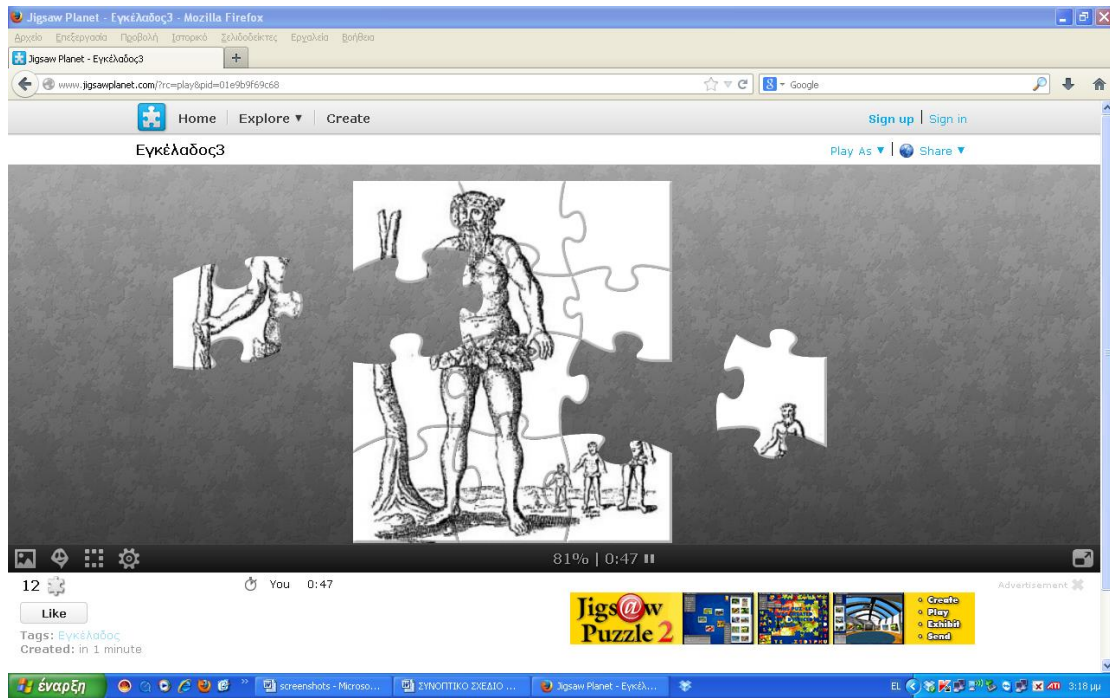 Jigsaw Planet - Εγκέλαδος3 - Mozilla Firefox
Αρχείο Επεξεργασία Προβολή Ιστορικό Σελιδοδείκτες Εργαλεία Βοήθεια
Jigsaw Planet - Εγκέλαδος3 +
www.jigsawplanet.com/?rc=play&pid=01e9b9f69c68 Google
Home Explore ▼ Create Sign up Sign in
Εγκέλαδος3 Play As ▼ Share ▼
81% | 0:47
12 You 0:47 Advertisement
Like
Tags: Εγκέλαδος
Created: in 1 minute
Jigs@w
Puzzle 2
Create
Play
Exhibit
Send
έναρξη screenshots - Microso... ΣΥΝΟΠΤΙΚΟ ΣΧΕΔΙΟ ... Jigsaw Planet - Εγκέλ... EL 3:18 μμ